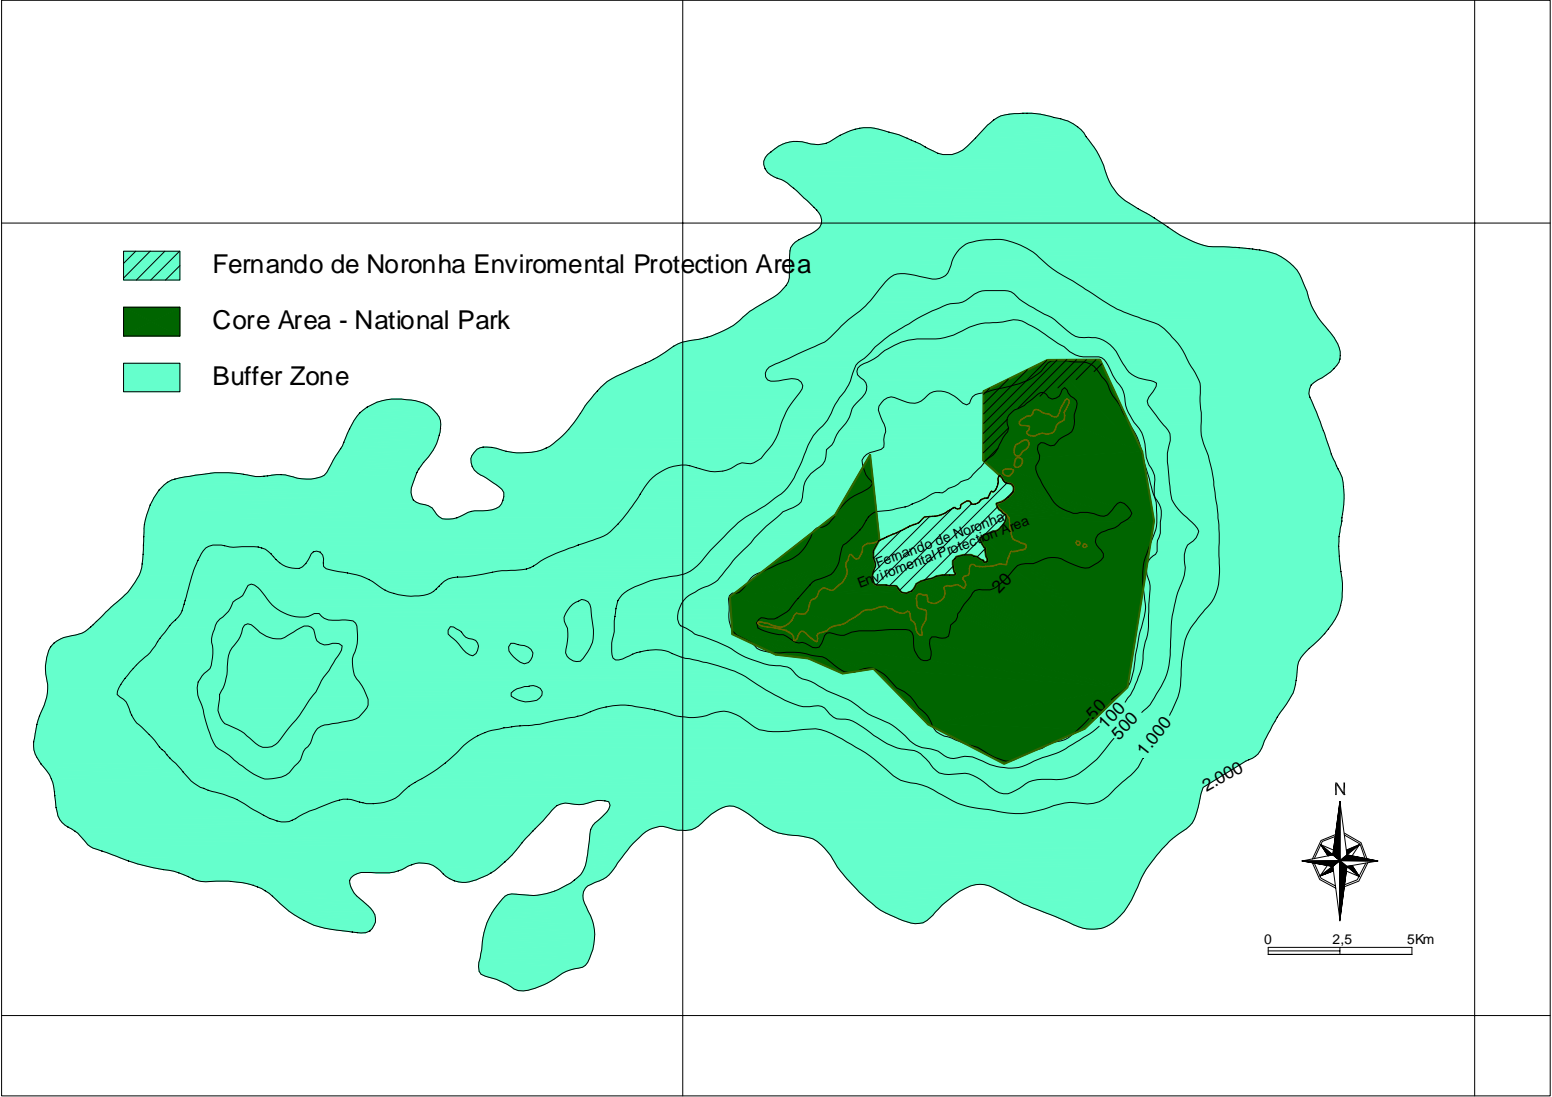 Fernando de Noronha Enviromental Protection Area
Core Area - National Park
Buffer Zone
Fernando de Noronha
Enviromental Protection Area
20
50
100
500
1.000
2.000
N
0 2,5 5Km